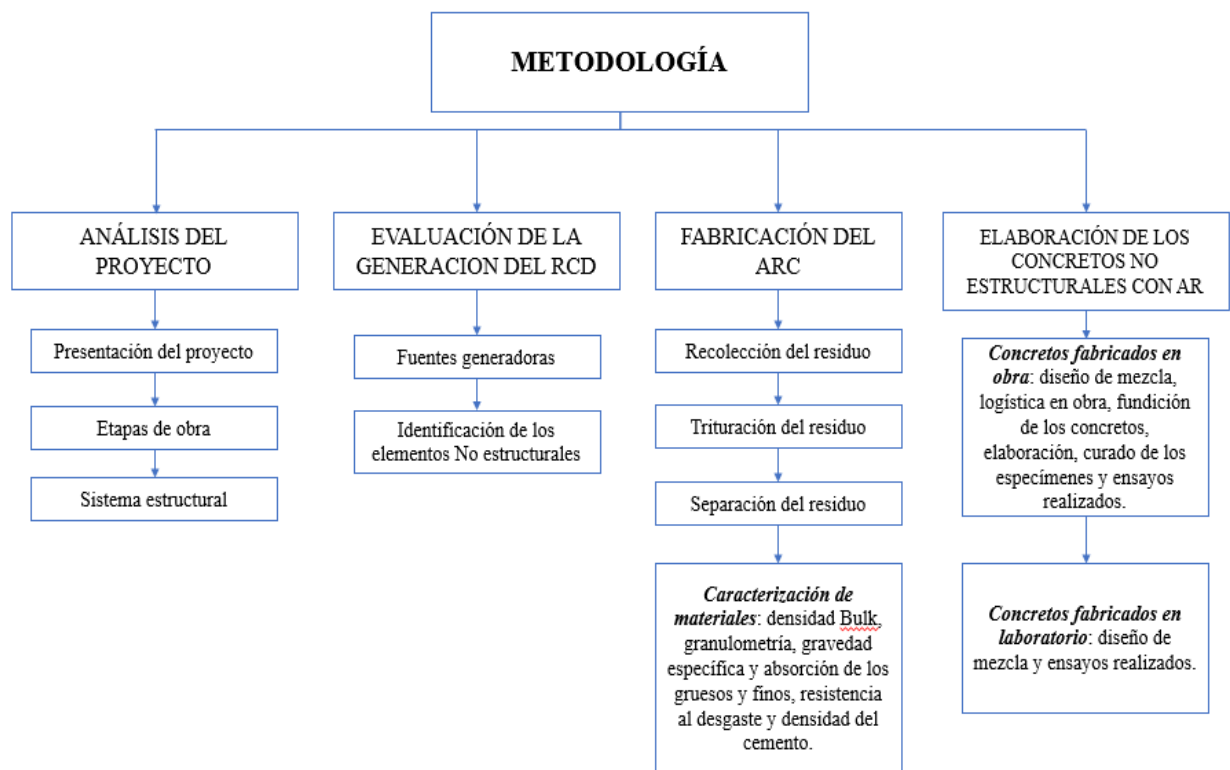 METODOLOGÍA
ANÁLISIS DEL
PROYECTO
Presentación del proyecto
Etapas de obra
Sistema estructural
EVALUACIÓN DE LA
GENERACION DEL RCD
Fuentes generadoras
Identificación de los
elementos No estructurales
FABRICACIÓN DEL
ARC
Recolección del residuo
Trituración del residuo
Separación del residuo
Caracterización de
materiales: densidad Bulk,
granulometría, gravedad
específica y absorción de los
gruesos y finos, resistencia
al desgaste y densidad del
cemento.
ELABORACIÓN DE LOS
CONCRETOS NO
ESTRUCTURALES CON AR
Concretos fabricados en
obra: diseño de mezcla,
logística en obra, fundición
de los concretos,
elaboración, curado de los
especímenes y ensayos
realizados.
Concretos fabricados en
laboratorio: diseño de
mezcla y ensayos realizados.